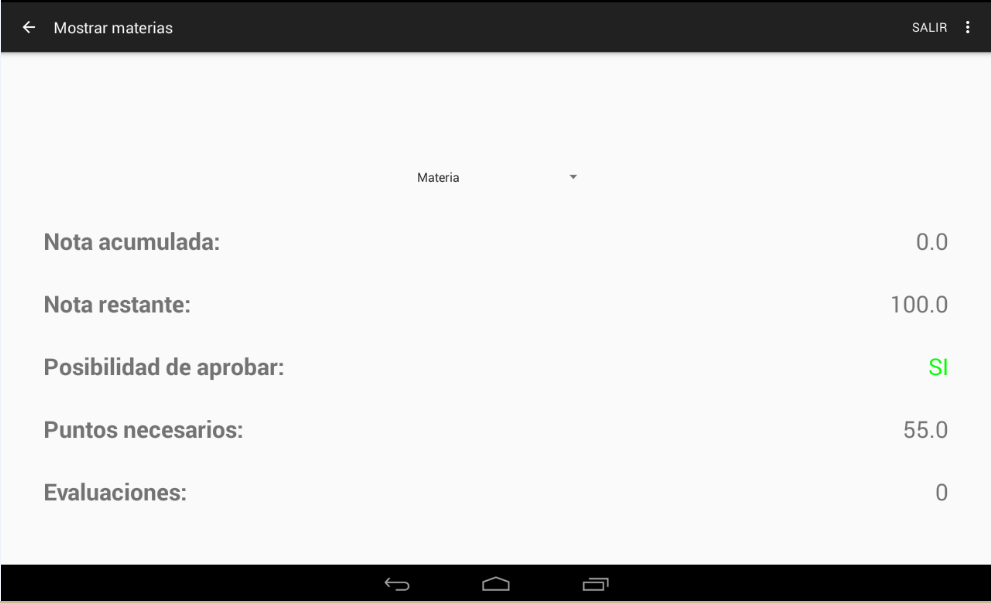 Mostrar materias SALIR
Materia
Nota acumulada: 0.0
Nota restante: 100.0
Posibilidad de aprobar: SI
Puntos necesarios: 55.0
Evaluaciones: 0